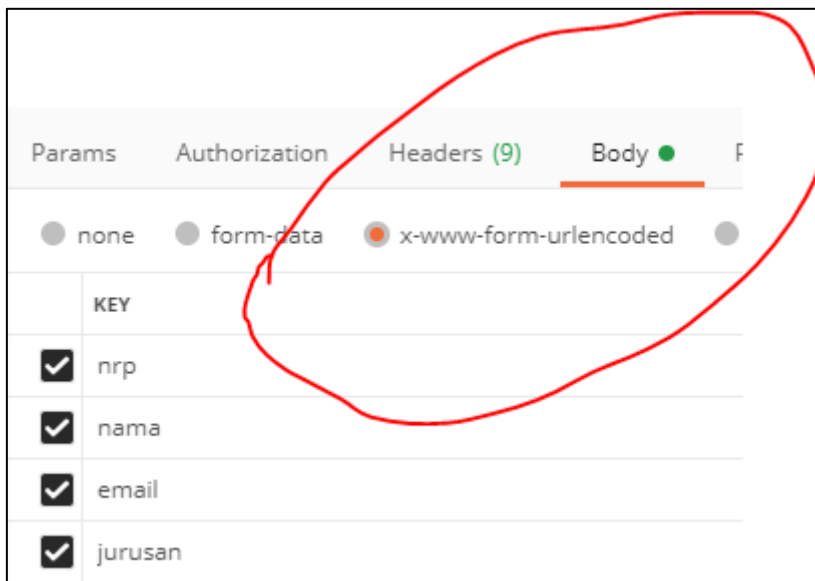 Params Authorization Headers (9) Body
none form-data x-www-form-urlencoded
KEY
nrp
nama
email
jurusan